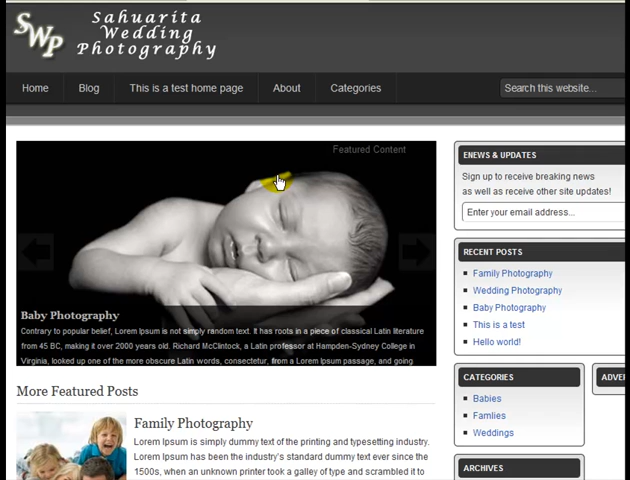 SWP
Sahuarita
Wedding
Photography
Home
Blog
This is a test home page
About
Categories
Search this website...
Featured Content
Baby Photography
Contrary to popular belief, Lorem Ipsum is not simply random text. It has roots in a piece of classical Latin literature
from 45 BC, making it over 2000 years old. Richard McClintock, a Latin professor at Hampden-Sydney College in
Virginia, looked up one of the more obscure Latin words, consectetur, from a Lorem Ipsum passage, and going
More Featured Posts
Family Photography
Lorem Ipsum is simply dummy text of the printing and typesetting industry.
Lorem Ipsum has been the industry's standard dummy text ever since the
1500s, when an unknown printer took a galley of type and scrambled it to
ENEWS & UPDATES
Sign up to receive breaking news
as well as receive other site updates!
Enter your email address...
RECENT POSTS
Family Photography
Wedding Photography
Baby Photography
This is a test
Hello world!
CATEGORIES
Babies
Famlies
Weddings
ADVER
ARCHIVES